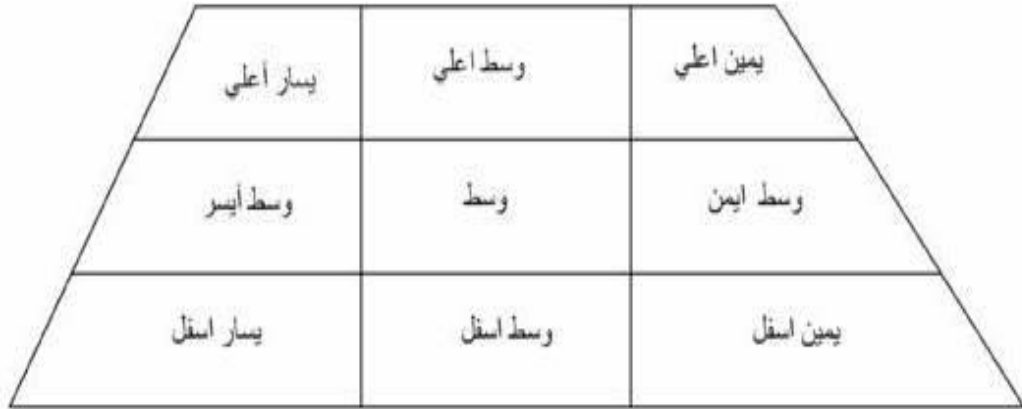 يمين اعلي
وسط اعلي
يسار أعلي
وسط ايمن
وسط
وسط أيسر
يمين اسفل
وسط اسفل
يسار اسفل